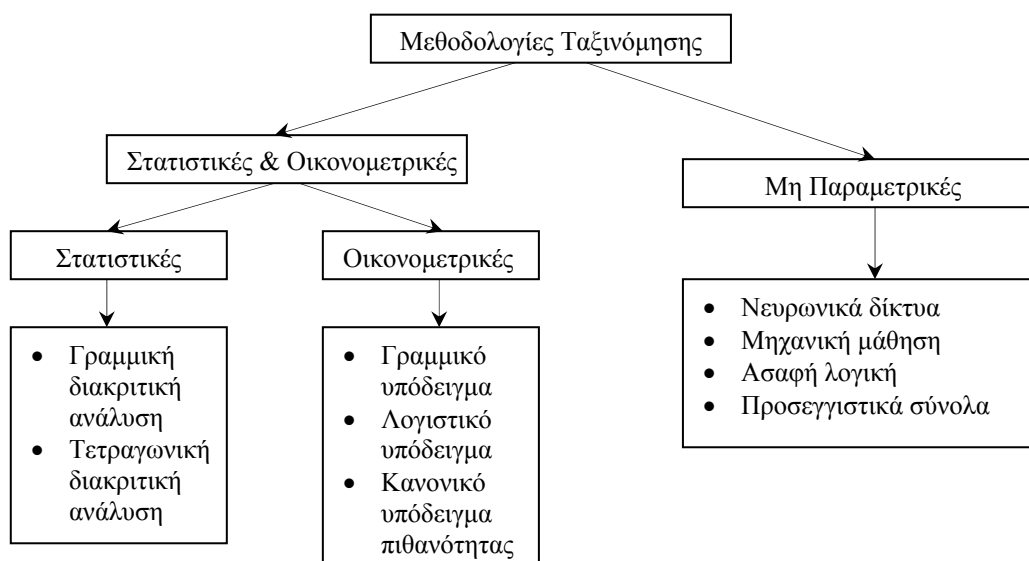 Μεθοδολογίες Ταξινόμησης
Στατιστικές & Οικονομετρικές
Μη Παραμετρικές
Στατιστικές
Οικονομετρικές
• Γραμμική
διακριτική
ανάλυση
• Τετραγωνική
διακριτική
ανάλυση
• Γραμμικό
υπόδειγμα
• Λογιστικό
υπόδειγμα
• Κανονικό
υπόδειγμα
πιθανότητας
• Νευρωνικά δίκτυα
• Μηχανική μάθηση
• Ασαφή λογική
• Προσεγγιστικά σύνολα